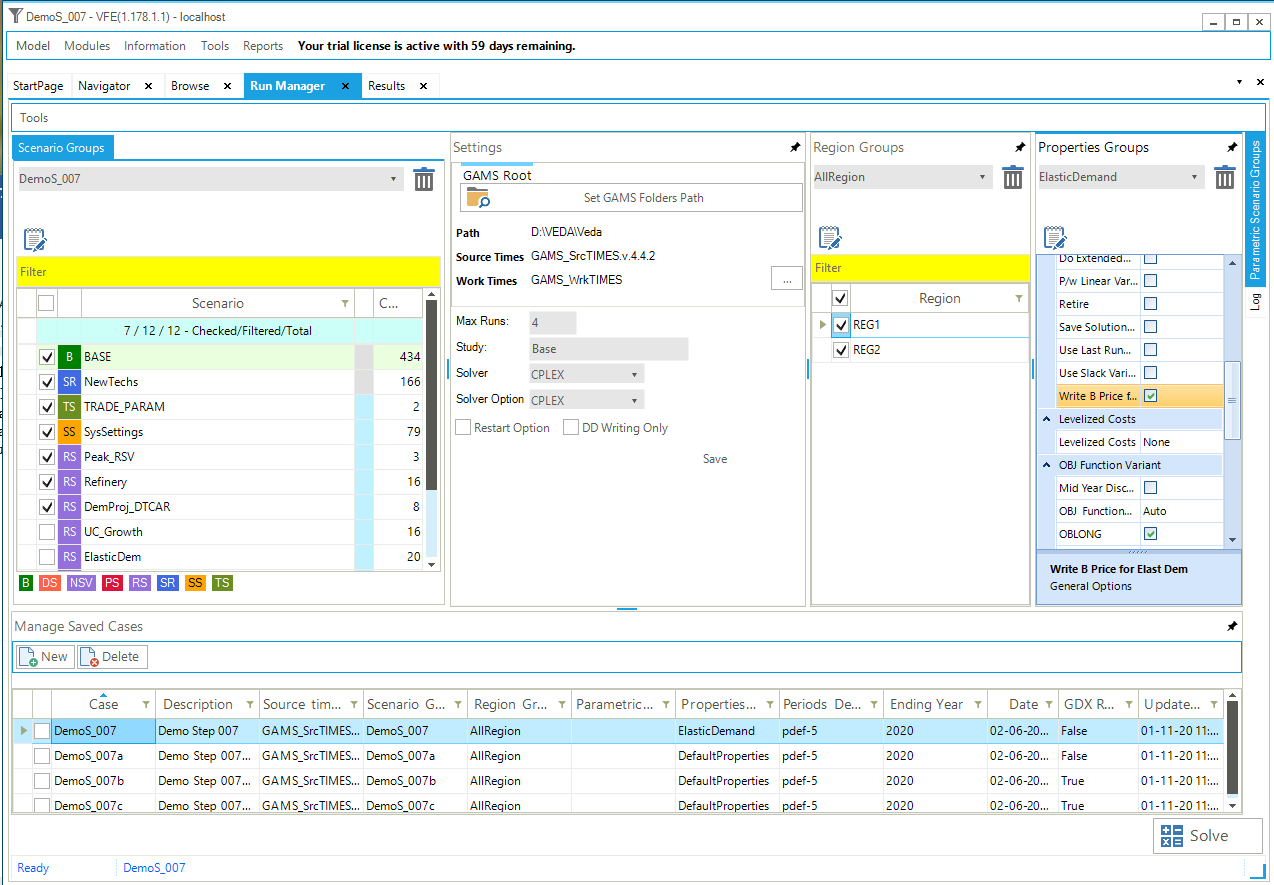 DemoS_007 - VFE(1.178.1.1) - localhost
Model Modules Information Tools Reports Your trial license is active with 59 days remaining.
StartPage Navigator Browse Run Manager Results
Tools
Scenario Groups
DemoS_007
Filter
Scenario C...
7 / 12 / 12 - Checked/Filtered/Total
B BASE 434
SR NewTechs 166
TS TRADE_PARAM 2
SS SysSettings 79
RS Peak_RSV 3
RS Refinery 16
RS DemProj_DTCAR 8
RS UC_Growth 16
RS ElasticDem 20
B DS NSV PS RS SR SS TS
Settings
GAMS Root
Set GAMS Folders Path
Path D:\VEDA\Veda
Source Times GAMS_SrcTIMES.v.4.4.2
Work Times GAMS_WrkTIMES
...
Max Runs: 4
Study: Base
Solver CPLEX
Solver Option CPLEX
Restart Option DD Writing Only
Save
Region Groups
AllRegion
Filter
Region
REG1
REG2
Properties Groups
ElasticDemand
Do Extended...
P/w Linear Var...
Retire
Save Solution...
Use Last Run...
Use Slack Vari...
Write B Price f...
Levelized Costs
Levelized Costs None
OBJ Function Variant
Mid Year Disc...
OBJ Function... Auto
OBLONG
Write B Price for Elast Dem
General Options
Parametric Scenario Groups
Log
Manage Saved Cases
New Delete
Case Description Source tim... Scenario G... Region Gr... Parametric... Properties... Periods De... Ending Year Date GDX R... Update...
DemoS_007 Demo Step 007 GAMS_SrcTIMES... DemoS_007 AllRegion ElasticDemand pdef-5 2020 02-06-20... False 01-11-20 11:...
DemoS_007a Demo Step 007... GAMS_SrcTIMES... DemoS_007a AllRegion DefaultProperties pdef-5 2020 02-06-20... False 01-11-20 11:...
DemoS_007b Demo Step 007... GAMS_SrcTIMES... DemoS_007b AllRegion DefaultProperties pdef-5 2020 02-06-20... True 01-11-20 11:...
DemoS_007c Demo Step 007... GAMS_SrcTIMES... DemoS_007c AllRegion DefaultProperties pdef-5 2020 02-06-20... True 01-11-20 11:...
Solve
Ready DemoS_007